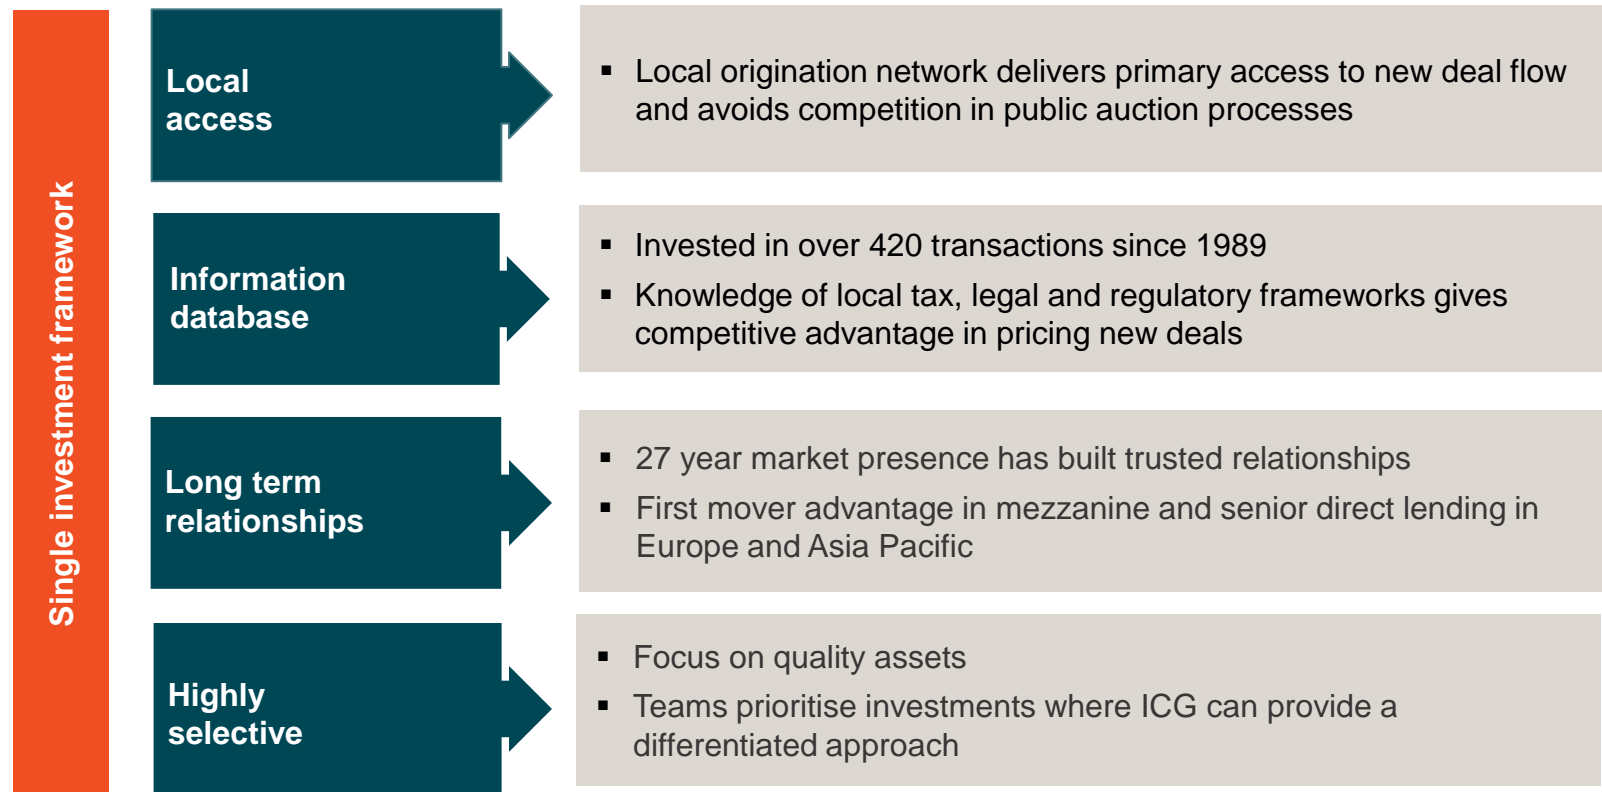 Single investment framework
Local
access
▪ Local origination network delivers primary access to new deal flow
and avoids competition in public auction processes
Information
database
▪ Invested in over 420 transactions since 1989
▪ Knowledge of local tax, legal and regulatory frameworks gives
competitive advantage in pricing new deals
Long term
relationships
▪ 27 year market presence has built trusted relationships
▪ First mover advantage in mezzanine and senior direct lending in
Europe and Asia Pacific
Highly
selective
▪ Focus on quality assets
▪ Teams prioritise investments where ICG can provide a
differentiated approach